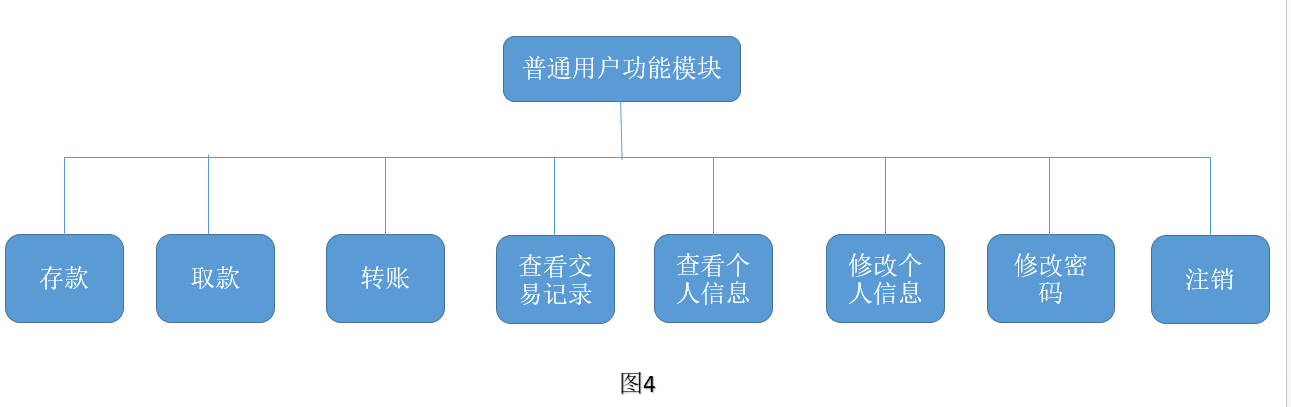 普通用户功能模块
存款
取款
转账
查看交
易记录
查看个
人信息
修改个
人信息
修改密
码
注销
图4